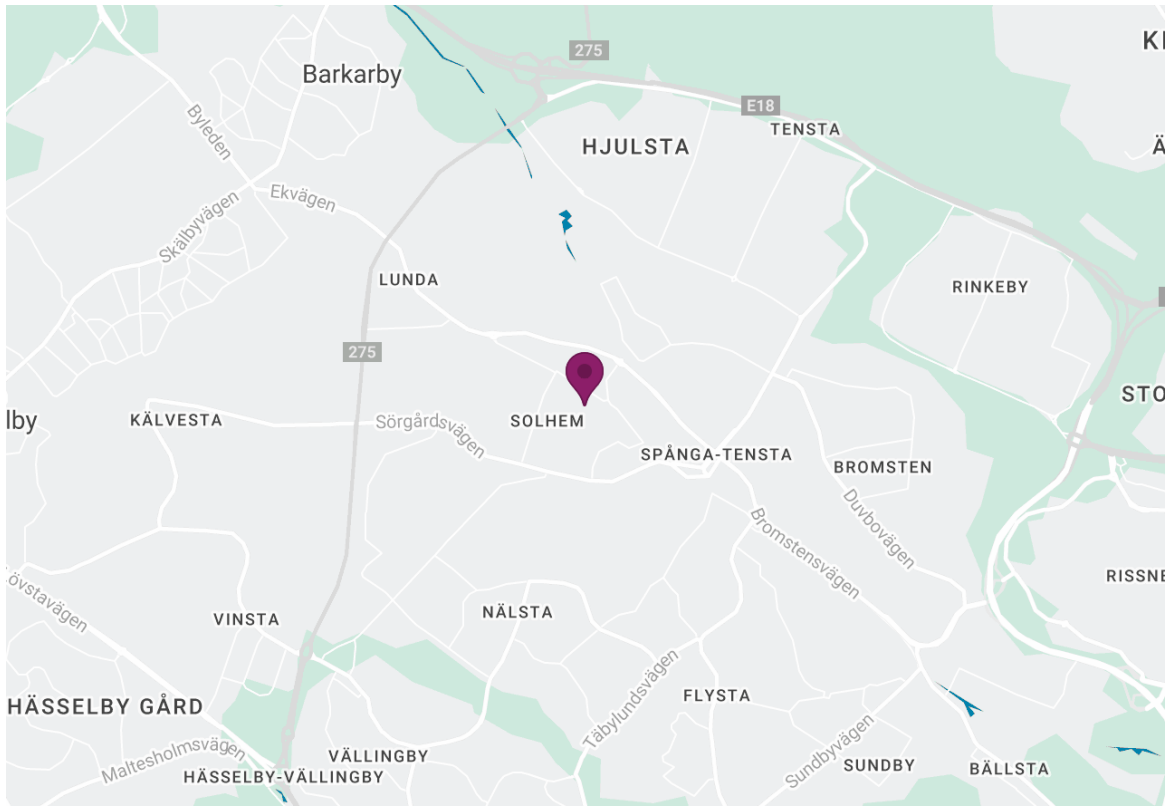 275
KI
Barkarby
E18
TENSTA
HJULSTA
Ä
Byleden
Ekvägen
Skälbyvägen
LUNDA
RINKEBY
275
STO
lby
KÄLVESTA
Sörgårdsvägen
SOLHEM
SPÅNGA-TENSTA
BROMSTEN
Duvbovägen
Bromstensvägen
Lövstavägen
RISSNE
VINSTA
NÄLSTA
HÄSSELBY GÅRD
Täbylundsvägen
FLYSTA
Maltesholmsvägen
VÄLLINGBY
Sundbyvägen
HÄSSELBY-VÄLLINGBY
SUNDBY
BÄLLSTA